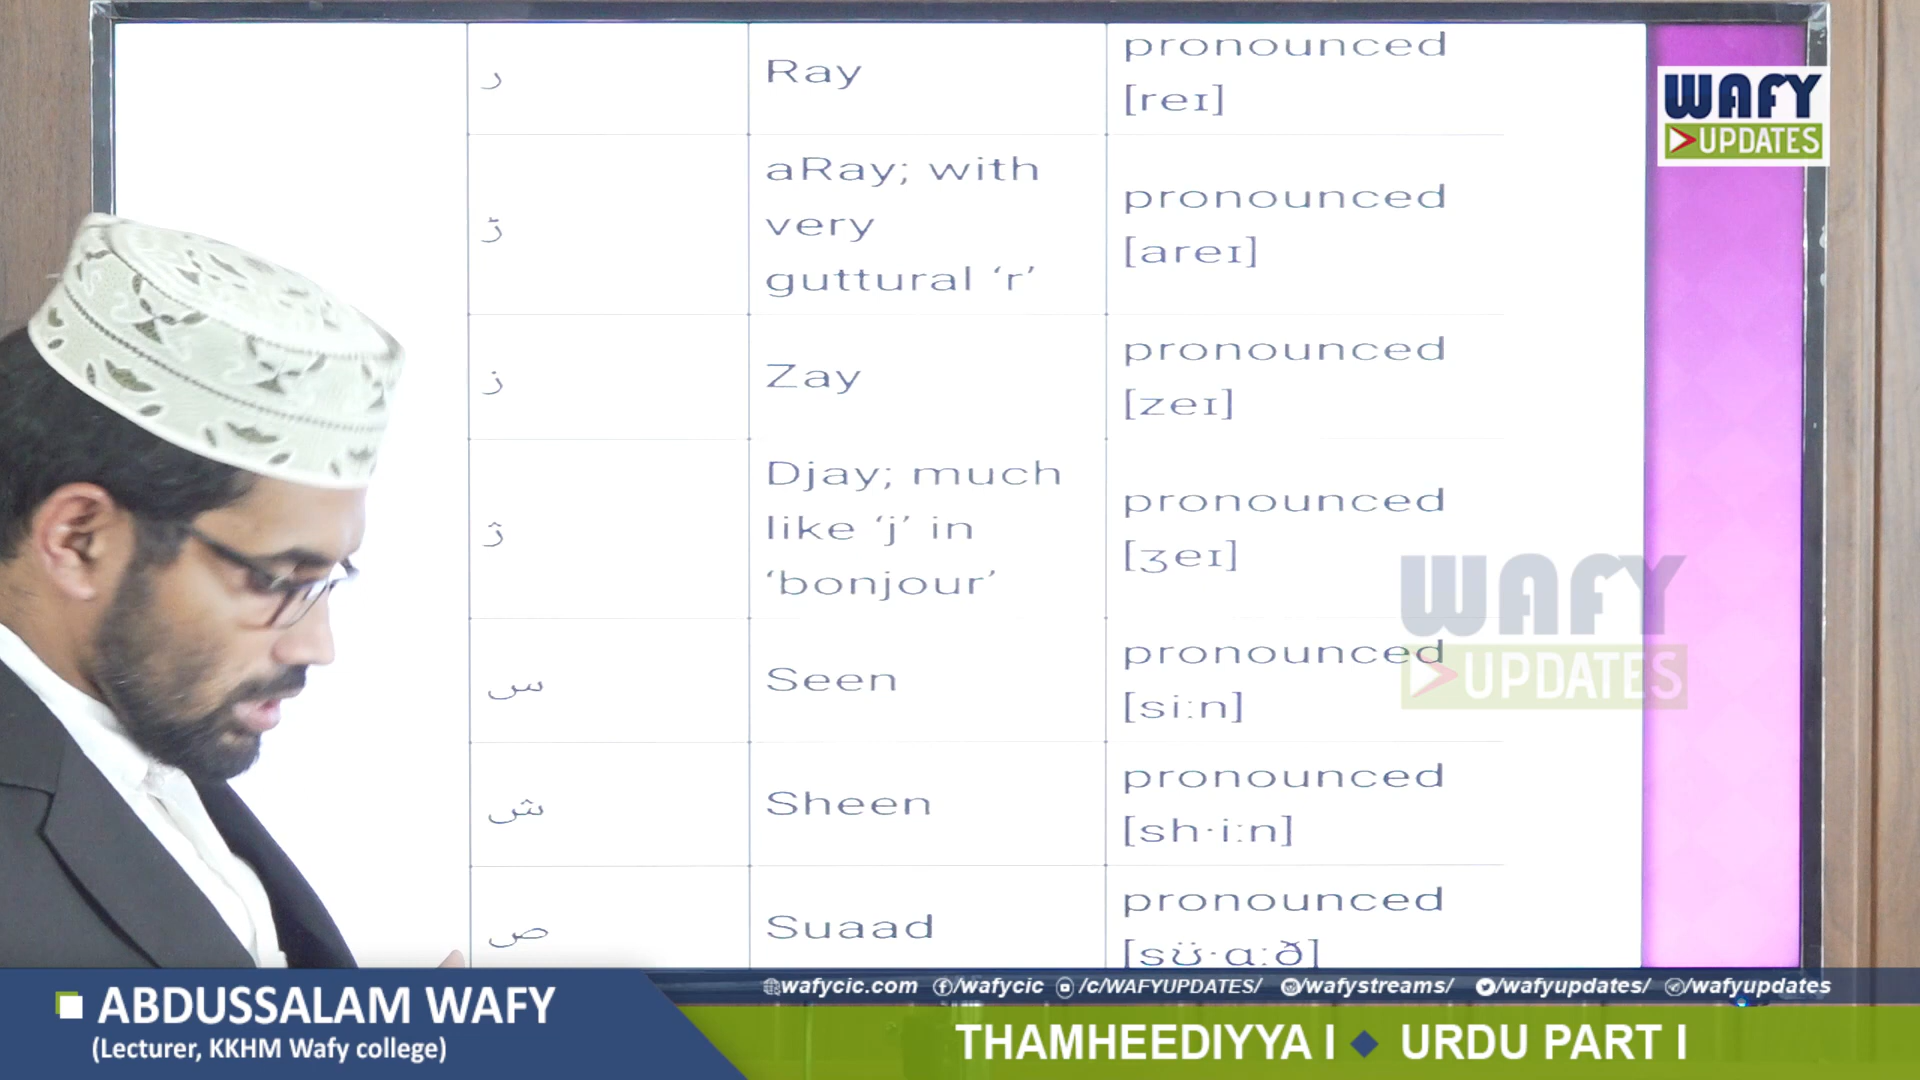 ر
Ray
pronounced
[reɪ]
ڑ
aRay; with
very
guttural ‘r’
pronounced
[areɪ]
ز
Zay
pronounced
[zeɪ]
ژ
Djay; much
like ‘j’ in
‘bonjour’
pronounced
[ʒeɪ]
س
Seen
pronounced
[si:n]
ش
Sheen
pronounced
[sh·i:n]
ص
Suaad
pronounced
[sʊ̈·ɑ:ð]
WAFY
UPDATES
WAFY
UPDATES
wafycic.com /wafycic /c/WAFYUPDATES/ /wafystreams/ /wafyupdates/ /wafyupdates
ABDUSSALAM WAFY
(Lecturer, KKHM Wafy college)
THAMHEEDIYYA I ◆ URDU PART I